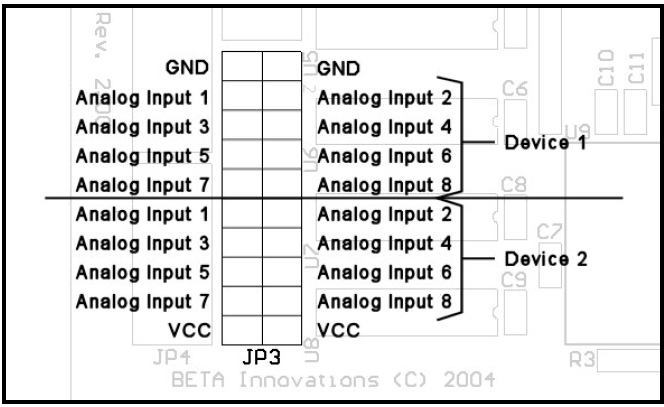 Rev. 200
GND GND
C10 C11
Analog Input 1 Analog Input 2 C6
Analog Input 3 Analog Input 4
U9
Device 1
Analog Input 5 Analog Input 6
Analog Input 7 Analog Input 8 C8
Analog Input 1 Analog Input 2
C7
Analog Input 3 Analog Input 4
Device 2
Analog Input 5 Analog Input 6 C9
Analog Input 7 Analog Input 8
VCC VCC
JP4 JP3 U8 R3
BETA Innovations (C) 2004